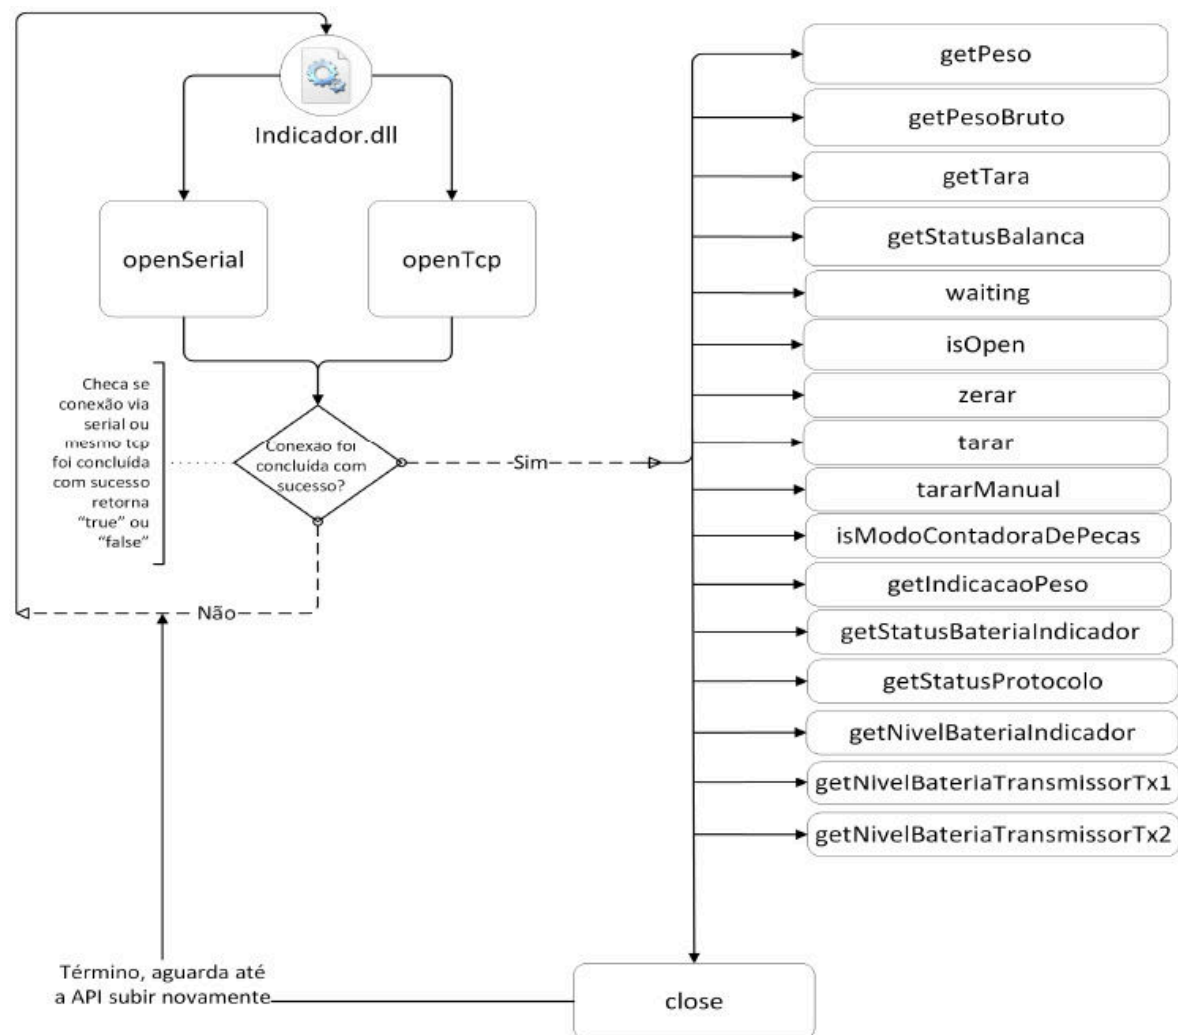 Indicador.dll
openSerial
openTcp
Checa se
conexão via
serial ou
mesmo tcp
foi concluída
com sucesso
retorna
“true” ou
“false”
Conexão foi
concluída com
sucesso?
Sim
Não
getPeso
getPesoBruto
getTara
getStatusBalanca
waiting
isOpen
zerar
tarar
tararManual
isModoContadoraDePecas
getIndicacaoPeso
getStatusBateriaIndicador
getStatusProtocolo
getNivelBateriaIndicador
getNivelBateriaTransmissorTx1
getNivelBateriaTransmissorTx2
Término, aguarda até
a API subir novamente
close